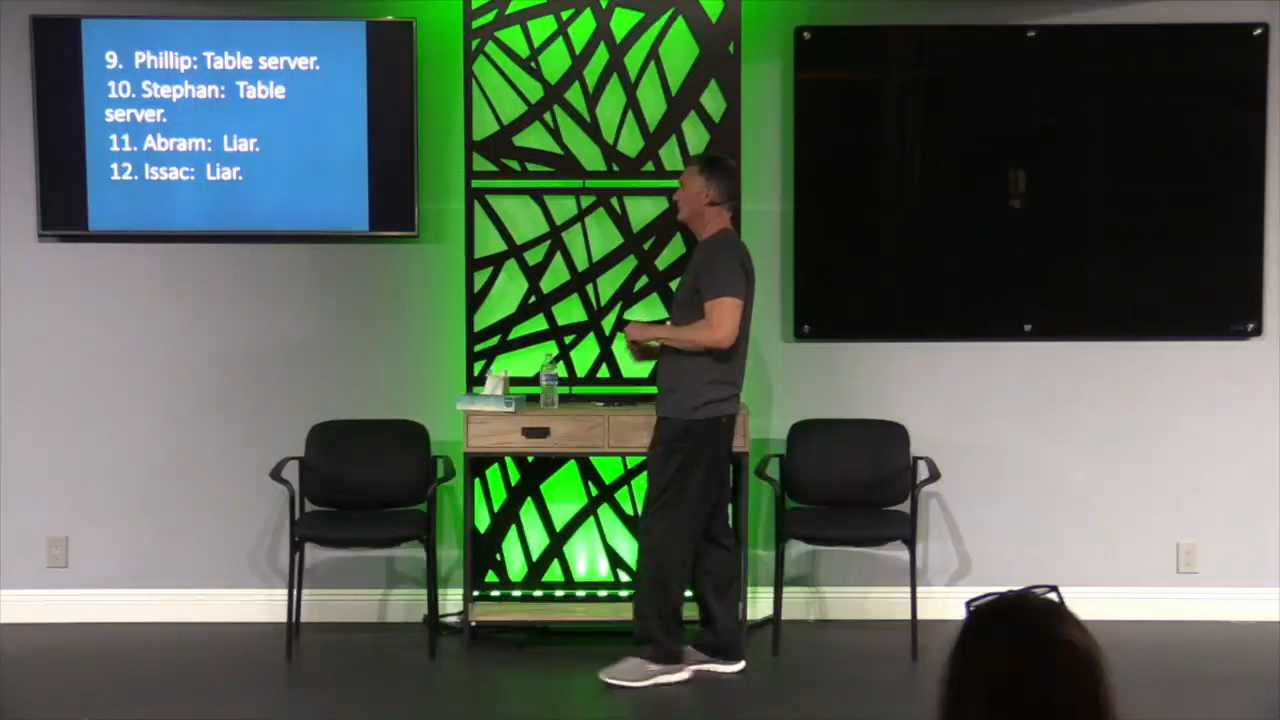 9. Phillip: Table server.
10. Stephan: Table
server.
11. Abram: Liar.
12. Issac: Liar.